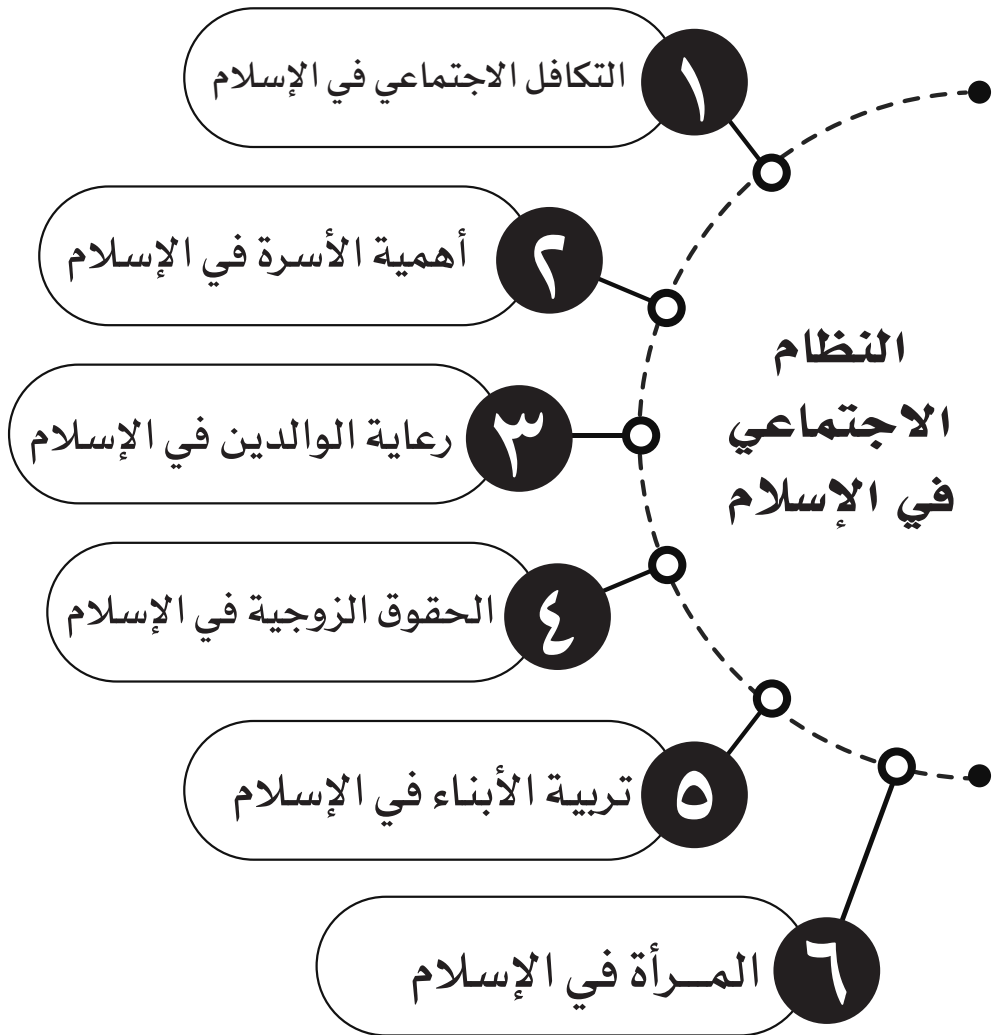 النظام
الاجتماعي
في الإسلام
١
التكافل الاجتماعي في الإسلام
٢
أهمية الأسرة في الإسلام
٣
رعاية الوالدين في الإسلام
٤
الحقوق الزوجية في الإسلام
٥
تربية الأبناء في الإسلام
٦
المـــرأة في الإسلام